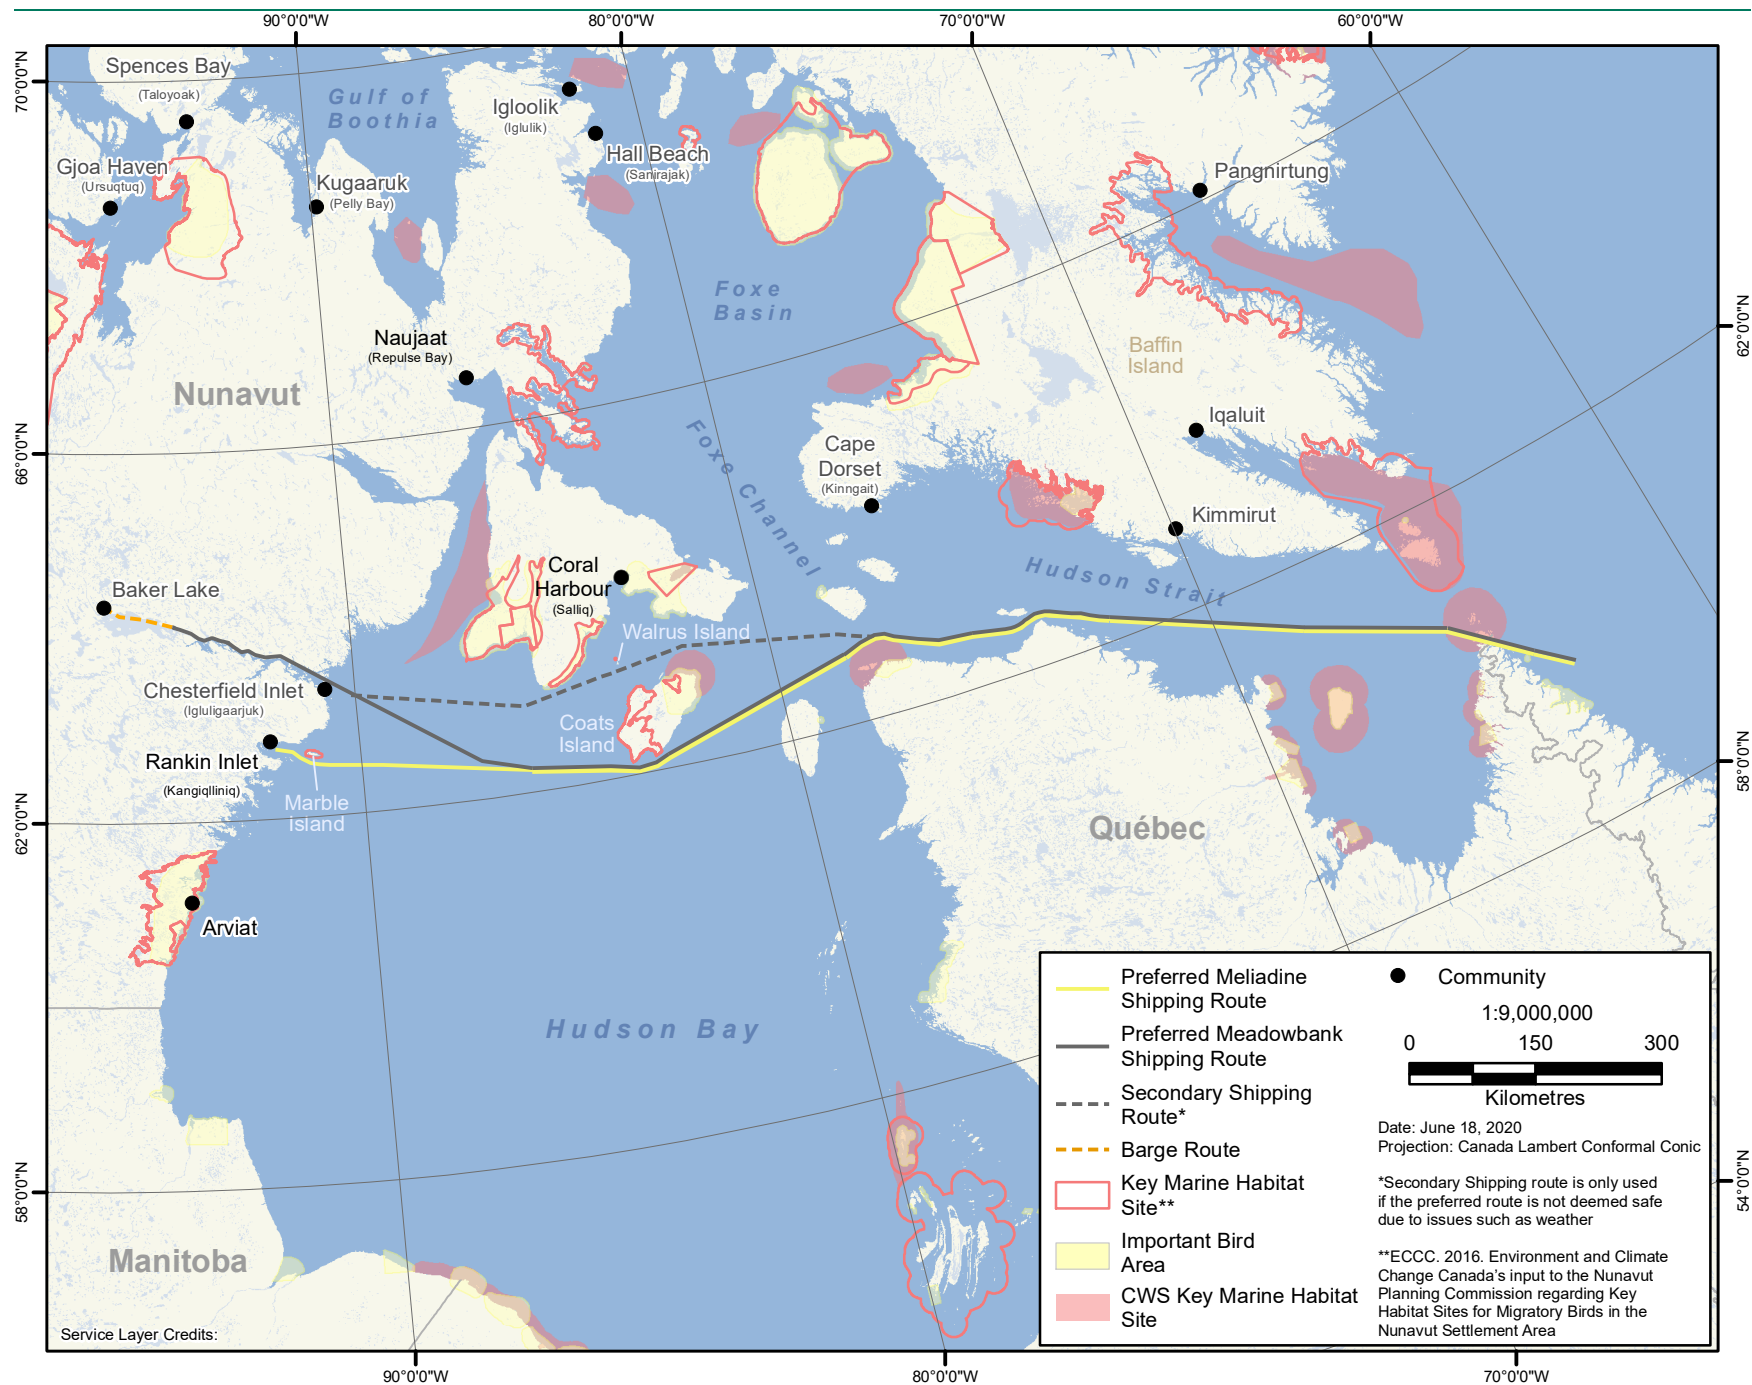 90°0'0"W
80°0'0"W
70°0'0"W
60°0'0"W
70°0'0"N
66°0'0"N
62°0'0"N
58°0'0"N
62°0'0"N
58°0'0"N
54°0'0"N
90°0'0"W
80°0'0"W
70°0'0"W
Spences Bay
(Taloyoak)
Gulf of
Boothia
Igloolik
(Iglulik)
Hall Beach
(Sanirajak)
Gjoa Haven
(Ursuqtuq)
Kugaaruk
(Pelly Bay)
Pangnirtung
Foxe
Basin
Naujaat
(Repulse Bay)
Nunavut
Baffin
Island
Iqaluit
Foxe Channel
Cape
Dorset
(Kinngait)
Kimmirut
Hudson Strait
Coral
Harbour
(Salliq)
Baker Lake
Walrus Island
Chesterfield Inlet
(Igluligaarjuk)
Coats
Island
Rankin Inlet
(Kangiqlliniq)
Marble
Island
Québec
Arviat
Hudson Bay
Manitoba
Service Layer Credits:
Preferred Meliadine
Shipping Route
Preferred Meadowbank
Shipping Route
Secondary Shipping
Route*
Barge Route
Key Marine Habitat
Site**
Important Bird
Area
CWS Key Marine Habitat
Site
Community
1:9,000,000
0 150 300
Kilometres
Date: June 18, 2020
Projection: Canada Lambert Conformal Conic
*Secondary Shipping route is only used
if the preferred route is not deemed safe
due to issues such as weather
**ECCC. 2016. Environment and Climate
Change Canada's input to the Nunavut
Planning Commission regarding Key
Habitat Sites for Migratory Birds in the
Nunavut Settlement Area